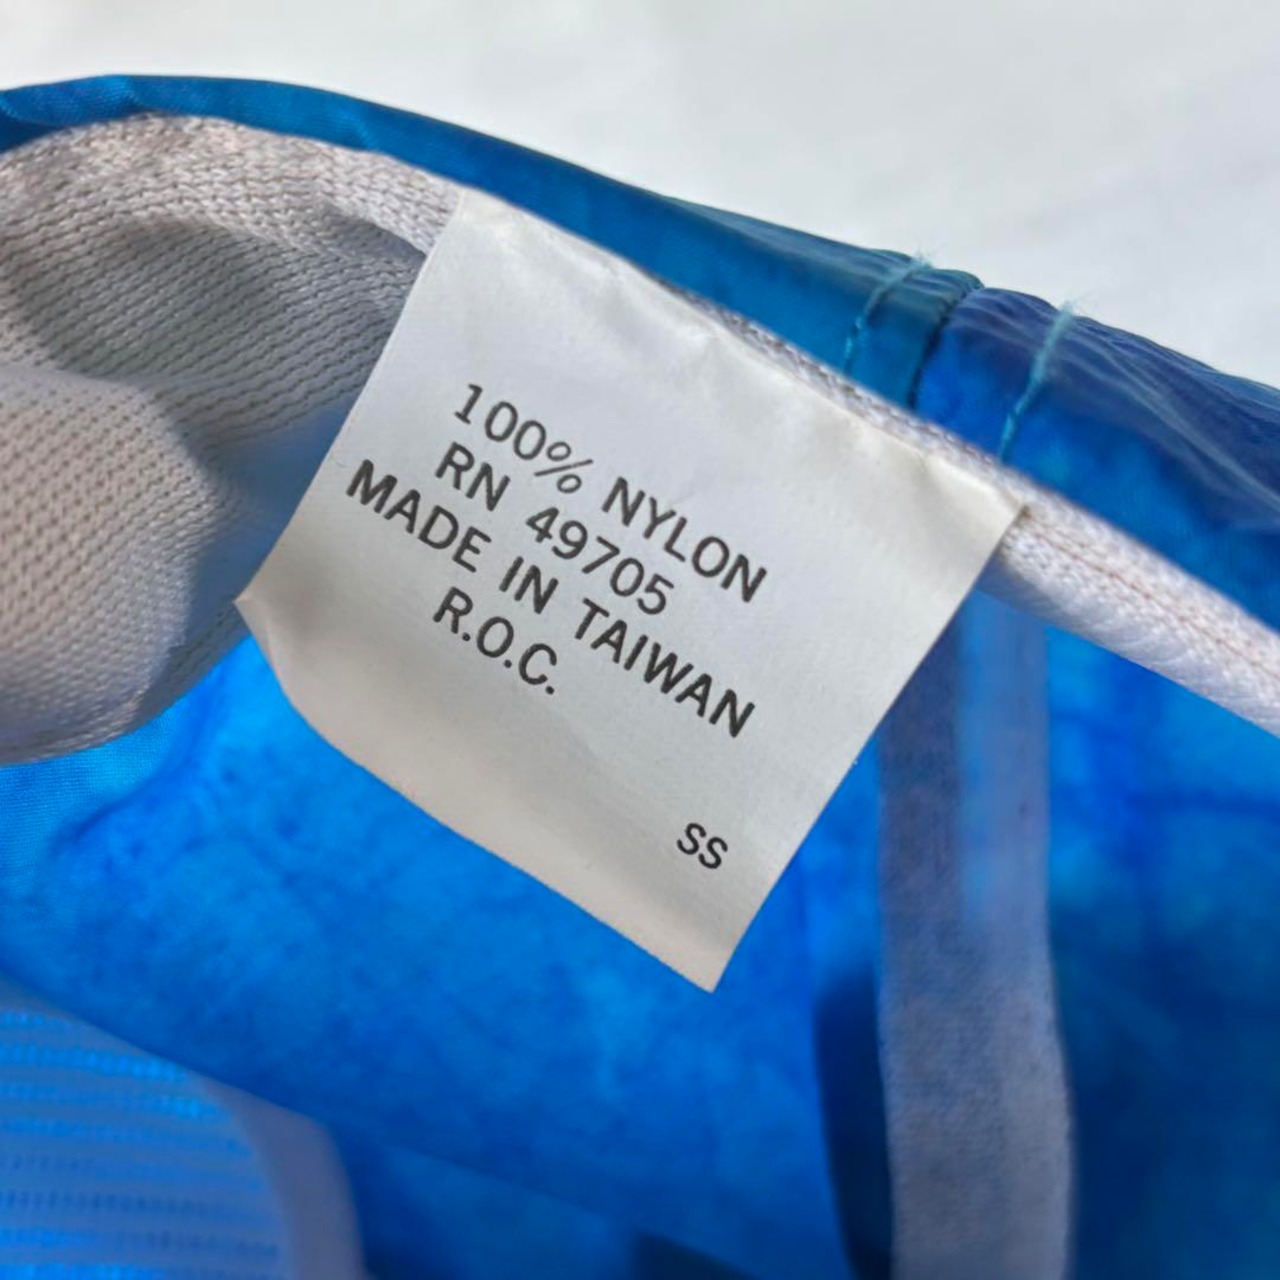 100% NYLON
RN 49705
MADE IN TAIWAN
R.O.C.
SS